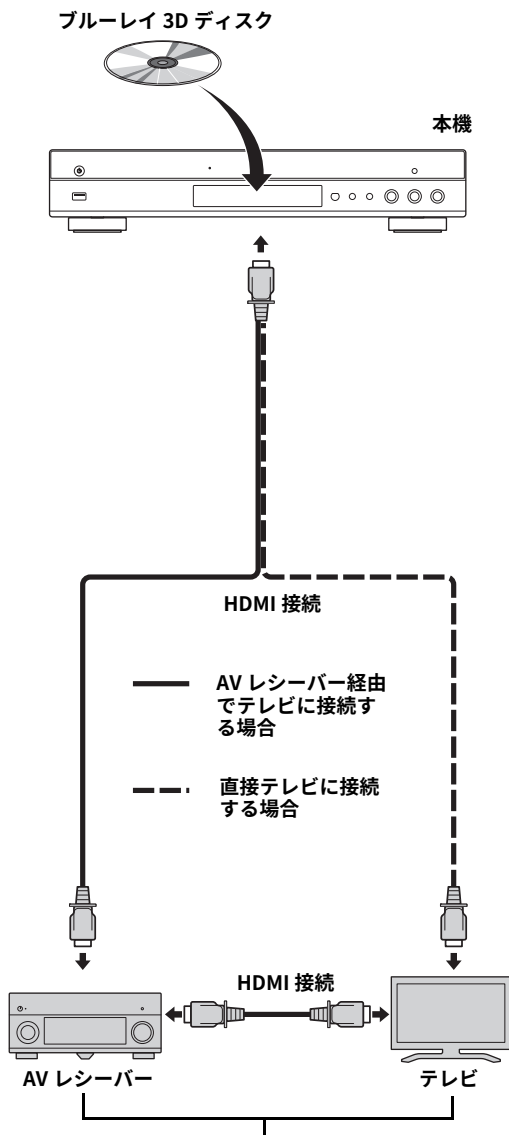 ブルーレイ 3D ディスク
本機
HDMI 接続
AV レシーバー経由
でテレビに接続す
る場合
直接テレビに接続
する場合
HDMI 接続
AV レシーバー
テレビ